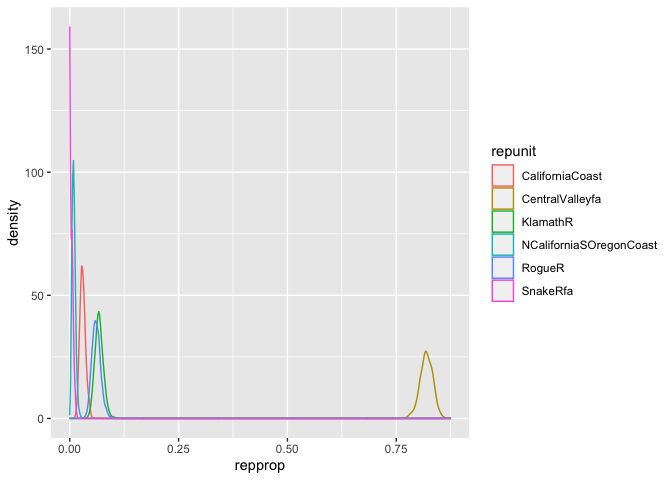 150
100
50
0
density
0.00
0.25
0.50
0.75
repprop
repunit
CaliforniaCoast
CentralValleyfa
KlamathR
NCaliforniaSOregonCoast
RogueR
SnakeRfa